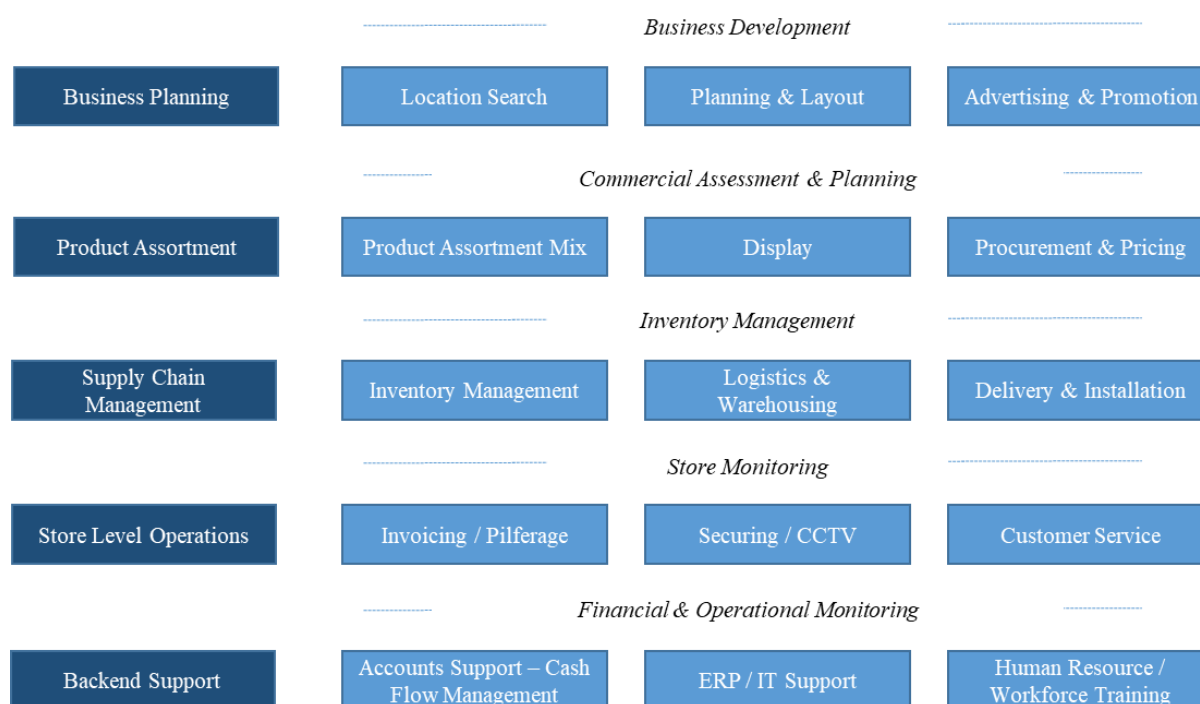 Business Development
Business Planning
Location Search
Planning & Layout
Advertising & Promotion
Commercial Assessment & Planning
Product Assortment
Product Assortment Mix
Display
Procurement & Pricing
Inventory Management
Supply Chain
Management
Inventory Management
Logistics &
Warehousing
Delivery & Installation
Store Monitoring
Store Level Operations
Invoicing / Pilferage
Securing / CCTV
Customer Service
Financial & Operational Monitoring
Backend Support
Accounts Support – Cash
Flow Management
ERP / IT Support
Human Resource /
Workforce Training